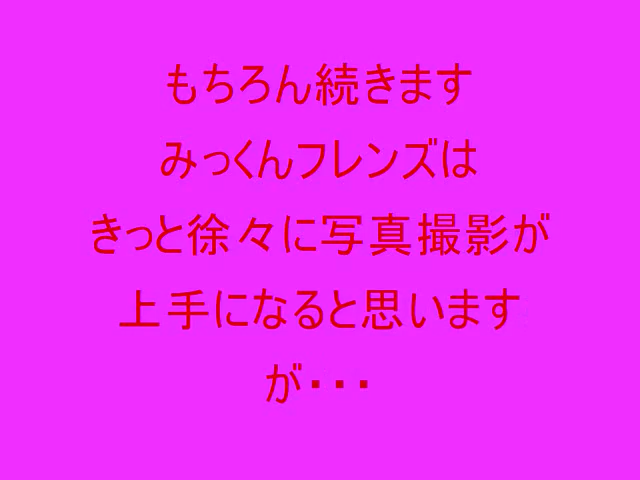 もちろん続きます
みっくんフレンズは
きっと徐々に写真撮影が
上手になると思います
が・・・